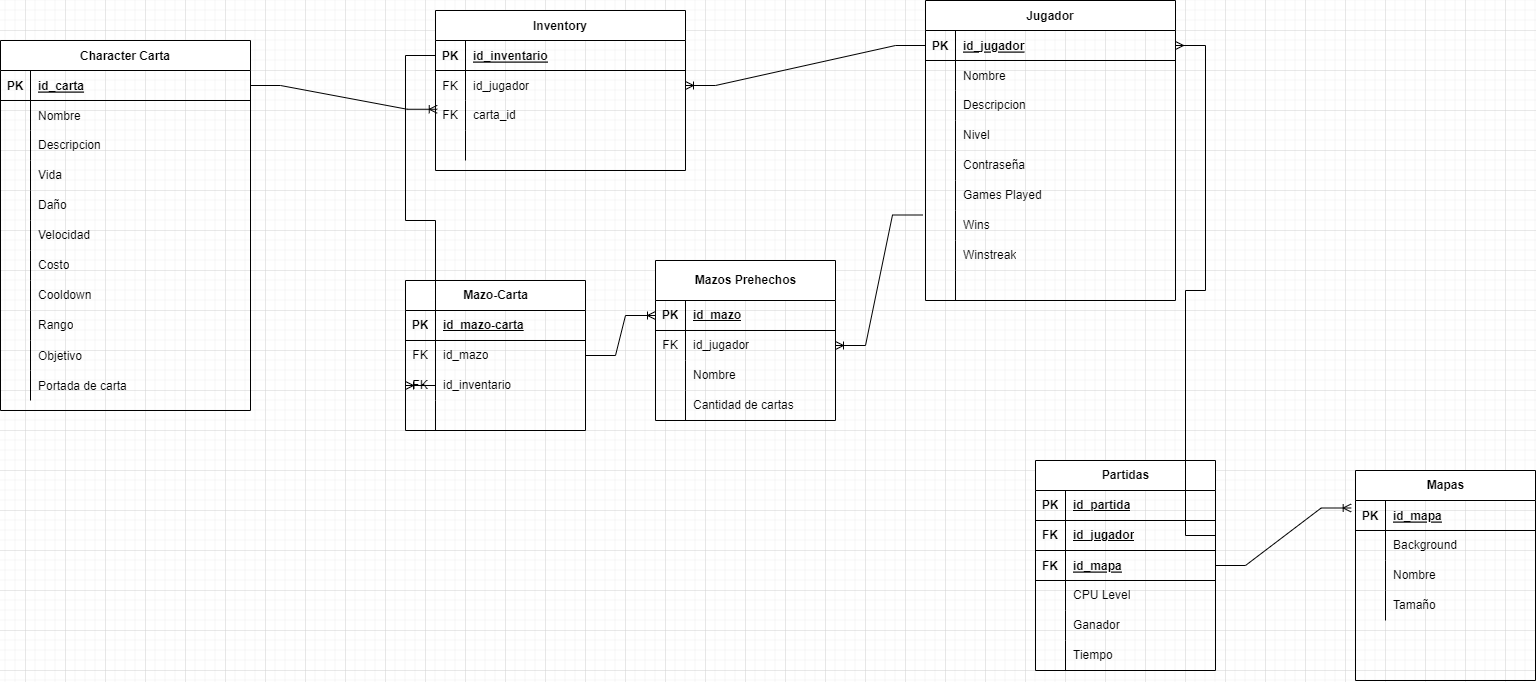 Character Carta
PK id_carta
Nombre
Descripcion
Vida
Daño
Velocidad
Costo
Cooldown
Rango
Objetivo
Portada de carta
Inventory
PK id_inventario
FK id_jugador
FK carta_id
Jugador
PK id_jugador
Nombre
Descripcion
Nivel
Contraseña
Games Played
Wins
Winstreak
Mazo-Carta
PK id_mazo-carta
FK id_mazo
FK id_inventario
Mazos Prehechos
PK id_mazo
FK id_jugador
Nombre
Cantidad de cartas
Partidas
PK id_partida
FK id_jugador
FK id_mapa
CPU Level
Ganador
Tiempo
Mapas
PK id_mapa
Background
Nombre
Tamaño